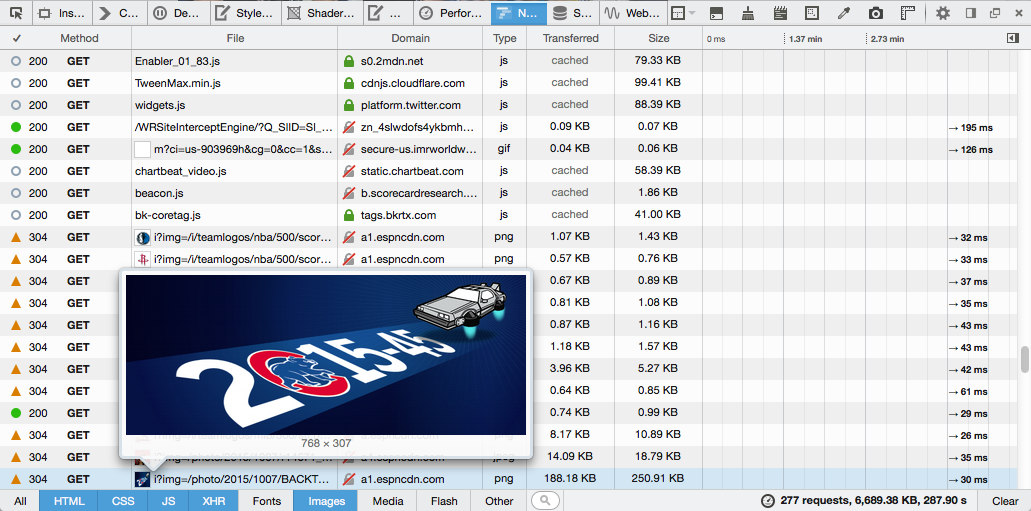 Ins... C... De... Style... Shader... ... Perfor... N... S... Web...
✓ Method File Domain Type Transferred Size 0 ms 1.37 min 2.73 min
200 GET Enabler_01_83.js s0.2mdn.net js cached 79.33 KB
200 GET TweenMax.min.js cdnjs.cloudflare.com js cached 99.41 KB
200 GET widgets.js platform.twitter.com js cached 88.39 KB
200 GET /WRSiteInterceptEngine/?Q_SIID=SI_... zn_4slwdofs4ykbmh... js 0.09 KB 0.07 KB → 195 ms
200 GET m?ci=us-903969h&cg=0&cc=1&s... secure-us.imrworldw... gif 0.04 KB 0.06 KB → 126 ms
200 GET chartbeat_video.js static.chartbeat.com js cached 58.39 KB
200 GET beacon.js b.scorecardresearch.... js cached 1.86 KB
200 GET bk-coretag.js tags.bkrtx.com js cached 41.00 KB
304 GET i?img=/i/teamlogos/nba/500/scor... a1.espncdn.com png 1.07 KB 1.43 KB → 32 ms
304 GET i?img=/i/teamlogos/nba/500/scor... a1.espncdn.com png 0.57 KB 0.76 KB → 33 ms
304 GET 0.67 KB 0.89 KB → 37 ms
304 GET 0.81 KB 1.08 KB → 35 ms
304 GET 0.87 KB 1.16 KB → 43 ms
304 GET 1.18 KB 1.57 KB → 43 ms
304 GET 3.96 KB 5.27 KB → 42 ms
304 GET 0.64 KB 0.85 KB → 61 ms
200 GET 0.74 KB 0.99 KB → 29 ms
304 GET 8.17 KB 10.89 KB → 26 ms
304 GET 14.09 KB 18.79 KB → 35 ms
2015-45
768 × 307
304 GET i?img=/photo/2015/1007/BACKT... a1.espncdn.com png 188.18 KB 250.91 KB → 30 ms
All HTML CSS JS XHR Fonts Images Media Flash Other 277 requests, 6,689.38 KB, 287.90 s Clear